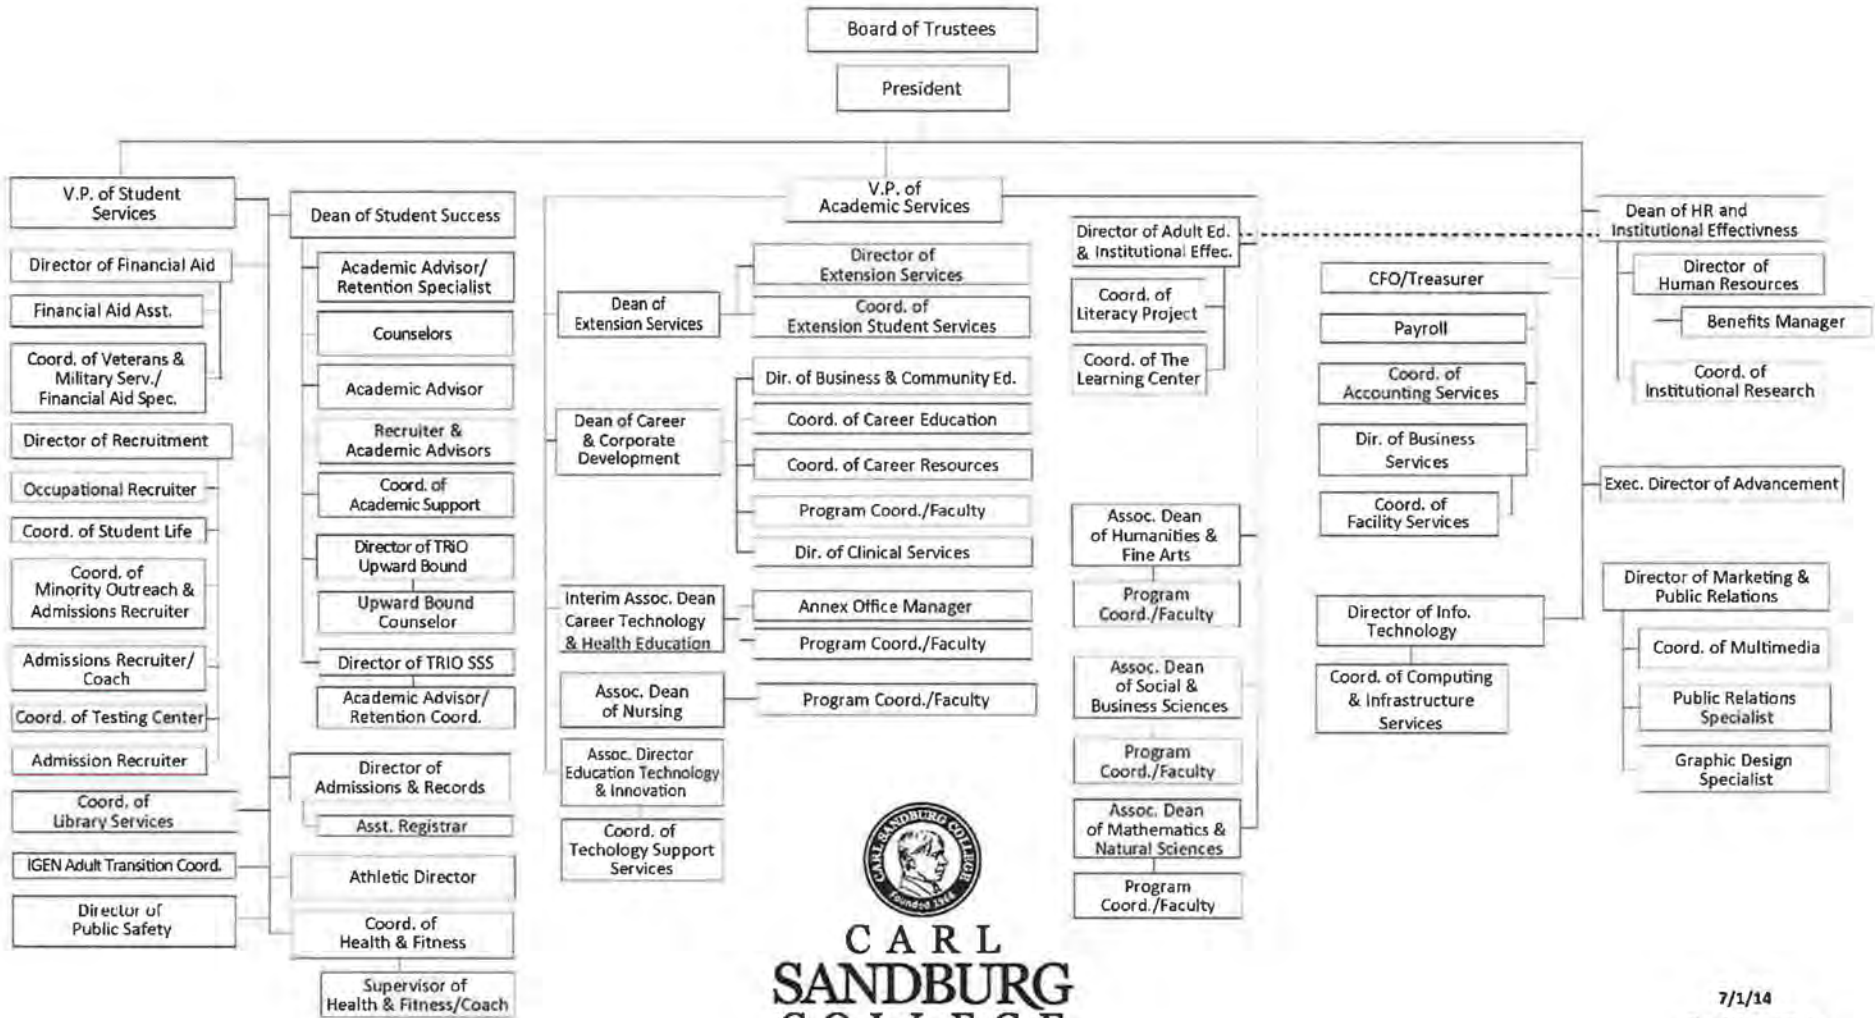 Board of Trustees
President
V.P. of Student
Services
Director of Financial Aid
Financial Aid Asst.
Coord. of Veterans &
Military Serv./
Financial Aid Spec.
Director of Recruitment
Occupational Recruiter
Coord. of Student Life
Coord. of
Minority Outreach &
Admissions Recruiter
Admissions Recruiter/
Coach
Coord. of Testing Center
Admission Recruiter
Coord. of
Library Services
IGEN Adult Transition Coord.
Director of
Public Safety
Dean of Student Success
Academic Advisor/
Retention Specialist
Counselors
Academic Advisor
Recruiter &
Academic Advisors
Coord. of
Academic Support
Director of TRiO
Upward Bound
Upward Bound
Counselor
Director of TRIO SSS
Academic Advisor/
Retention Coord.
Director of
Admissions & Records
Asst. Registrar
Athletic Director
Coord. of
Health & Fitness
Supervisor of
Health & Fitness/Coach
V.P. of
Academic Services
Dean of
Extension Services
Director of
Extension Services
Coord. of
Extension Student Services
Dean of Career
& Corporate
Development
Dir. of Business & Community Ed.
Coord. of Career Education
Coord. of Career Resources
Program Coord./Faculty
Dir. of Clinical Services
Interim Assoc. Dean
Career Technology
& Health Education
Annex Office Manager
Program Coord./Faculty
Assoc. Dean
of Nursing
Program Coord./Faculty
Assoc. Director
Education Technology
& Innovation
Coord. of
Techology Support
Services
Director of Adult Ed.
& Institutional Effec.
Coord. of
Literacy Project
Coord. of The
Learning Center
Assoc. Dean
of Humanities &
Fine Arts
Program
Coord./Faculty
Assoc. Dean
of Social &
Business Sciences
Program
Coord./Faculty
Assoc. Dean
of Mathematics &
Natural Sciences
Program
Coord./Faculty
CFO/Treasurer
Payroll
Coord. of
Accounting Services
Dir. of Business
Services
Coord. of
Facility Services
Director of Info.
Technology
Coord. of Computing
& Infrastructure
Services
Dean of HR and
Institutional Effectivness
Director of
Human Resources
Benefits Manager
Coord. of
Institutional Research
Exec. Director of Advancement
Director of Marketing &
Public Relations
Coord. of Multimedia
Public Relations
Specialist
Graphic Design
Specialist
CARL SANDBURG COLLEGE
Founded 1966
CARL
SANDBURG
COLLEGE
7/1/14